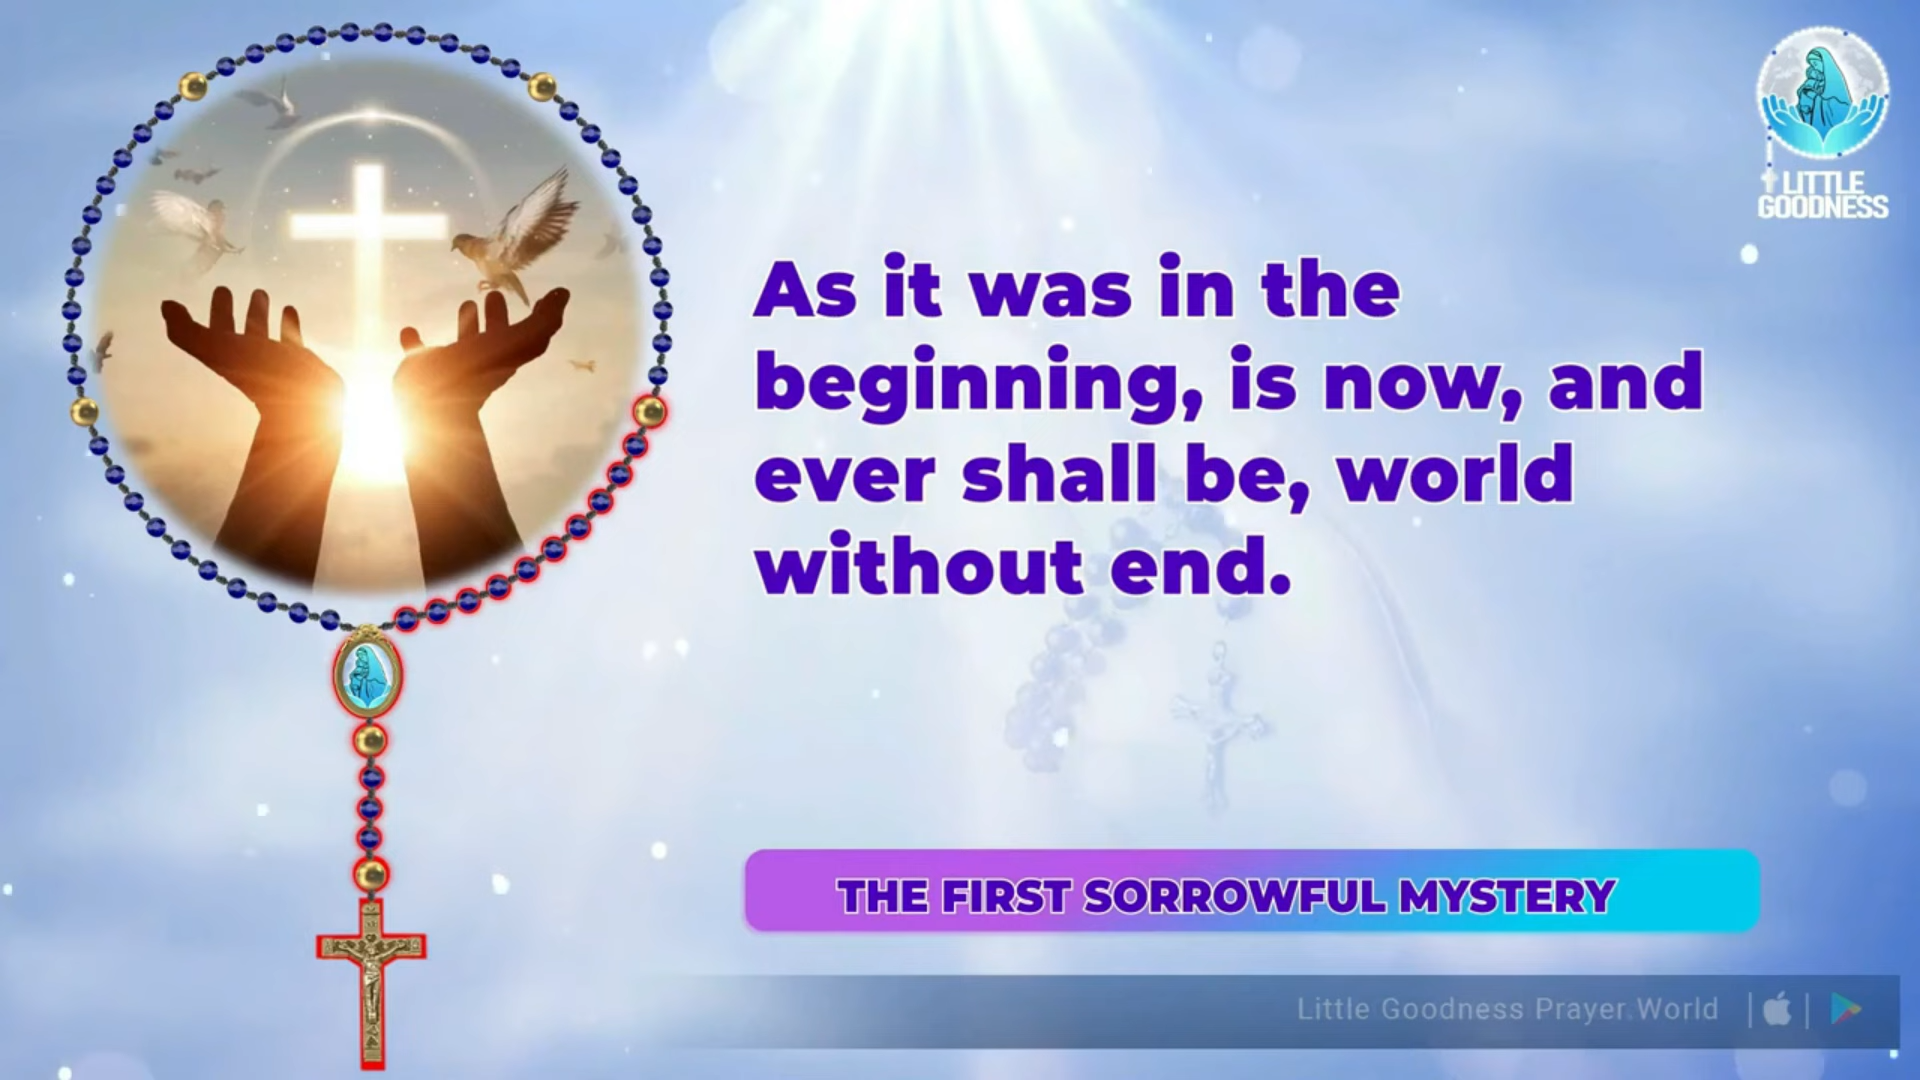 LITTLE
GOODNESS
As it was in the
beginning, is now, and
ever shall be, world
without end.
THE FIRST SORROWFUL MYSTERY
Little Goodness Prayer World